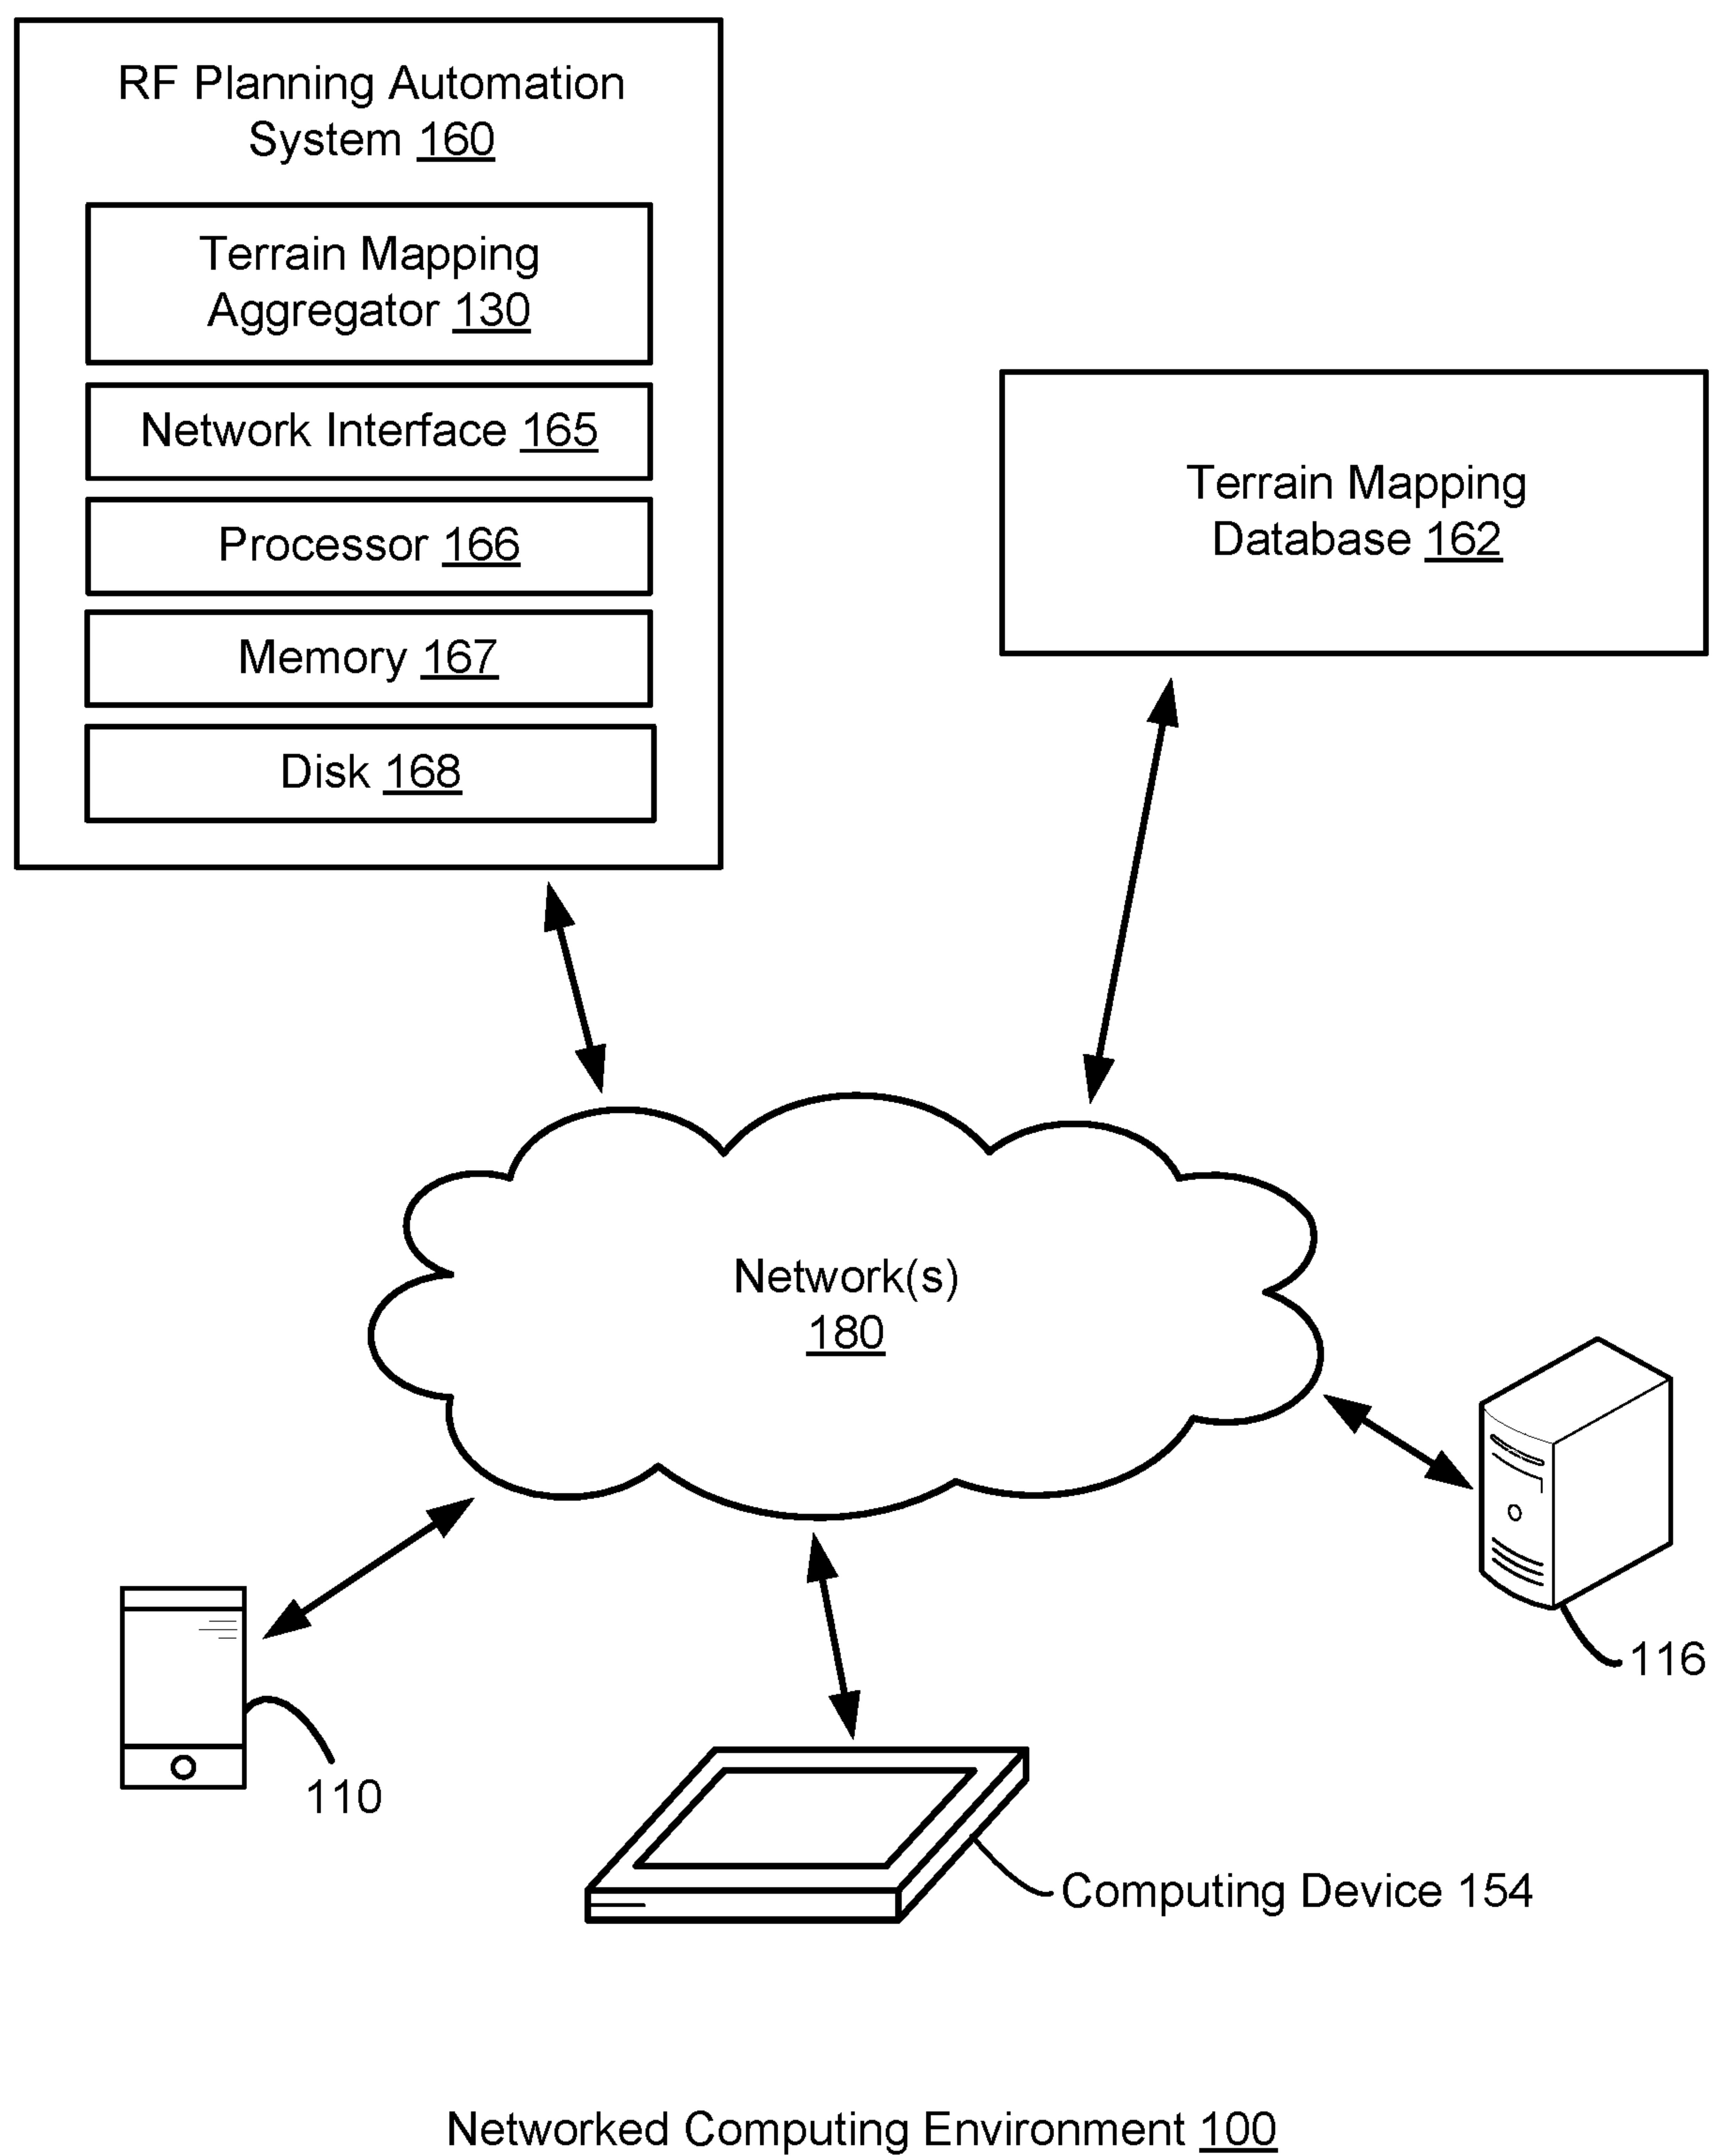 RF Planning Automation
System 160
Terrain Mapping
Aggregator 130
Network Interface 165
Processor 166
Memory 167
Disk 168
Terrain Mapping
Database 162
Network(s)
180
116
110
Computing Device 154
Networked Computing Environment 100